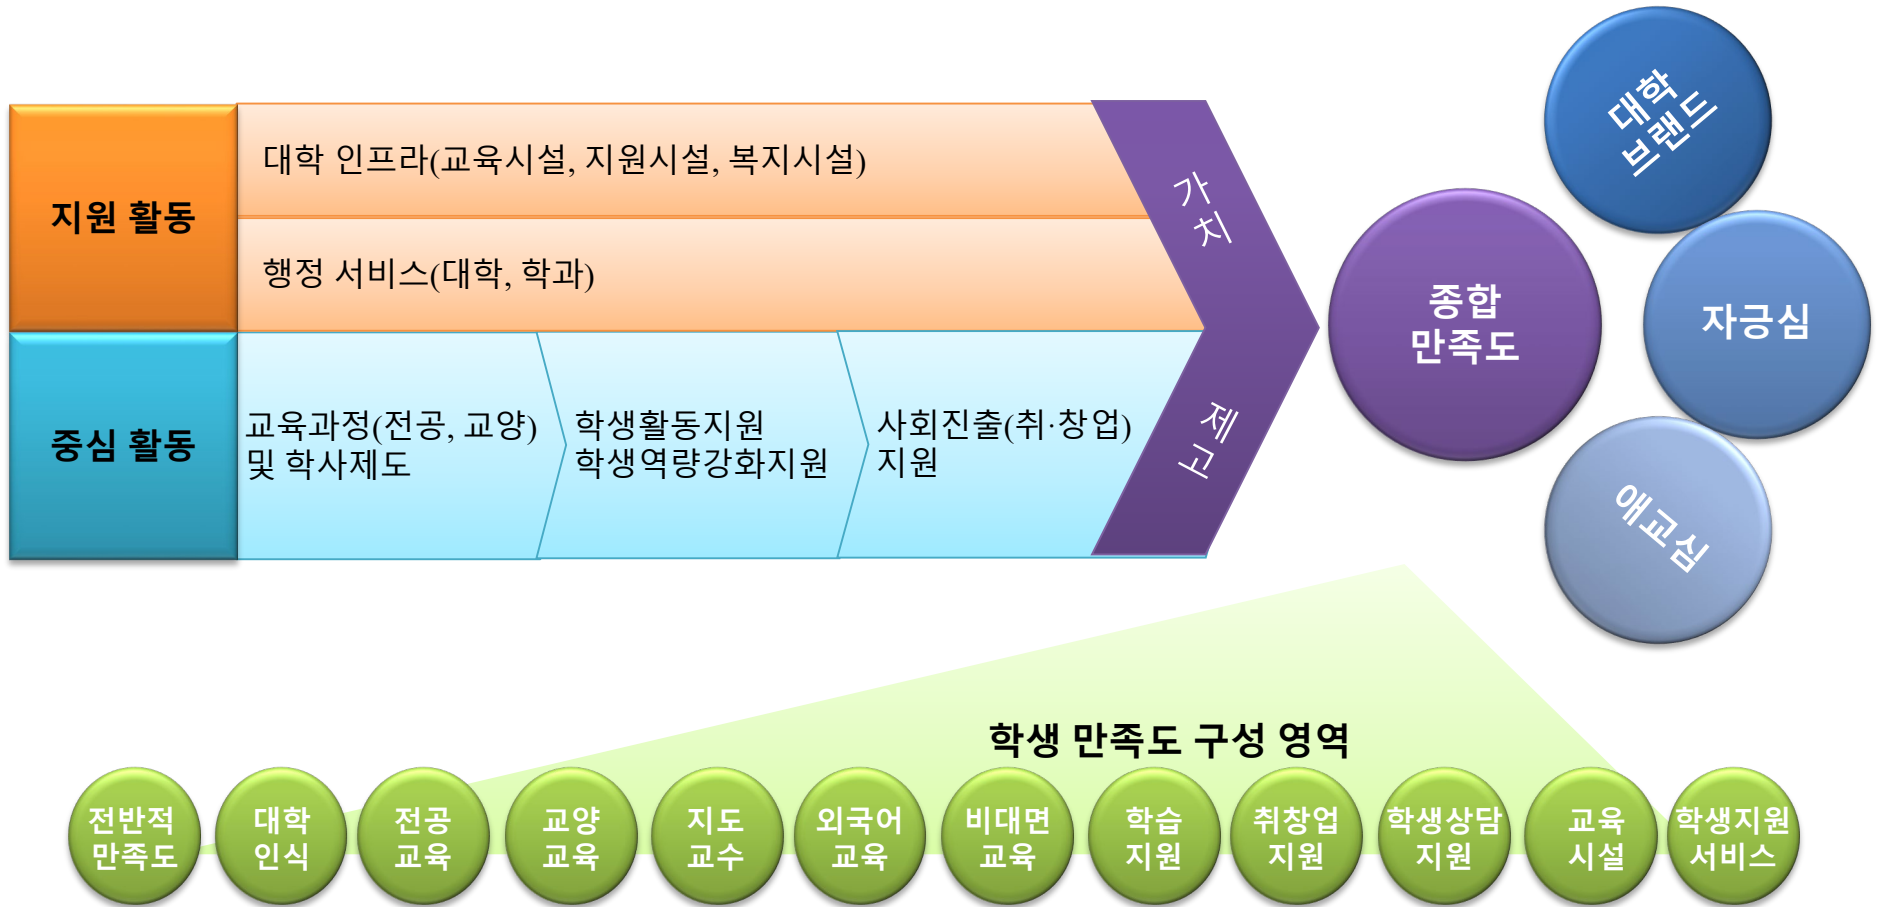 지원 활동
대학 인프라(교육시설, 지원시설, 복지시설)
행정 서비스(대학, 학과)
중심 활동
교육과정(전공, 교양)
및 학사제도
학생활동지원
학생역량강화지원
사회진출(취·창업)
지원
가
치
제
고
종합
만족도
대학
브랜드
자긍심
애교심
학생 만족도 구성 영역
전반적
만족도
대학
인식
전공
교육
교양
교육
지도
교수
외국어
교육
비대면
교육
학습
지원
취창업
지원
학생상담
지원
교육
시설
학생지원
서비스